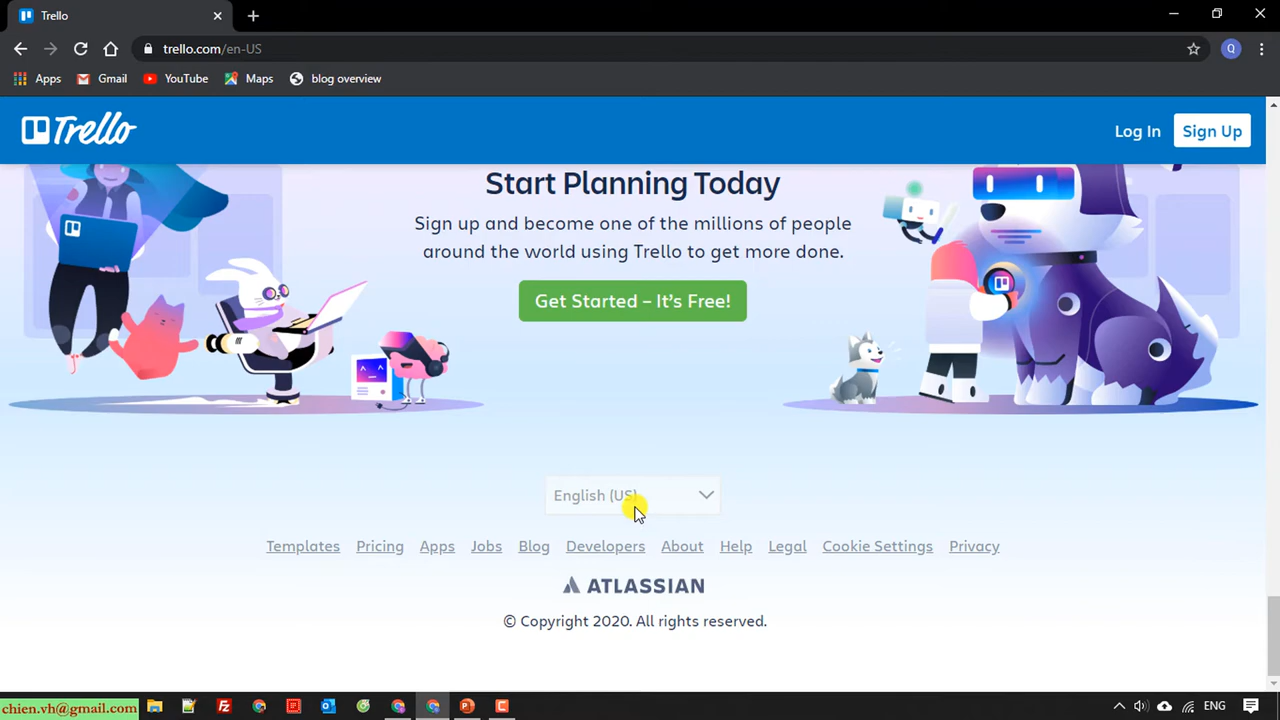 Trello
trello.com/en-US
Q
Apps
Gmail
YouTube
Maps
blog overview
Trello
Log In
Sign Up
Start Planning Today
Sign up and become one of the millions of people
around the world using Trello to get more done.
Get Started – It's Free!
English (US)
Templates Pricing Apps Jobs Blog Developers About Help Legal Cookie Settings Privacy
ATLASSIAN
© Copyright 2020. All rights reserved.
chien.vh@gmail.com
ENG